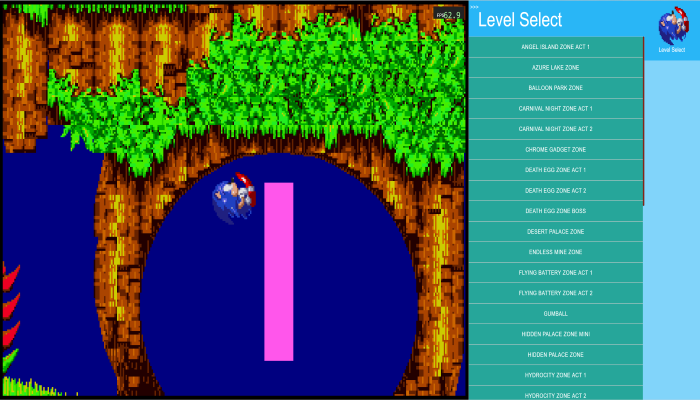 FPS62.9
Level Select
Level Select
ANGEL ISLAND ZONE ACT 1
AZURE LAKE ZONE
BALLOON PARK ZONE
CARNIVAL NIGHT ZONE ACT 1
CARNIVAL NIGHT ZONE ACT 2
CHROME GADGET ZONE
DEATH EGG ZONE ACT 1
DEATH EGG ZONE ACT 2
DEATH EGG ZONE BOSS
DESERT PALACE ZONE
ENDLESS MINE ZONE
FLYING BATTERY ZONE ACT 1
FLYING BATTERY ZONE ACT 2
GUMBALL
HIDDEN PALACE ZONE MINI
HIDDEN PALACE ZONE
HYDROCITY ZONE ACT 1
HYDROCITY ZONE ACT 2